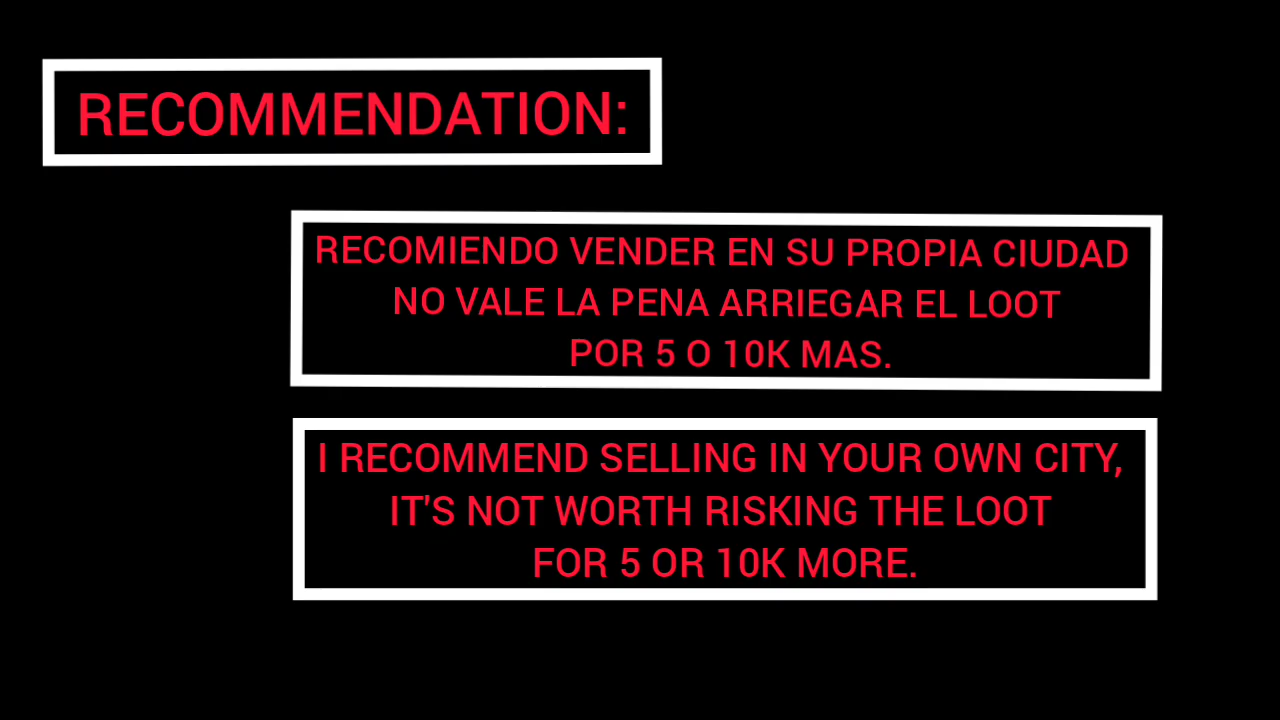 RECOMMENDATION:
RECOMIENDO VENDER EN SU PROPIA CIUDAD
NO VALE LA PENA ARRIEGAR EL LOOT
POR 5 O 10K MAS.
I RECOMMEND SELLING IN YOUR OWN CITY,
IT'S NOT WORTH RISKING THE LOOT
FOR 5 OR 10K MORE.